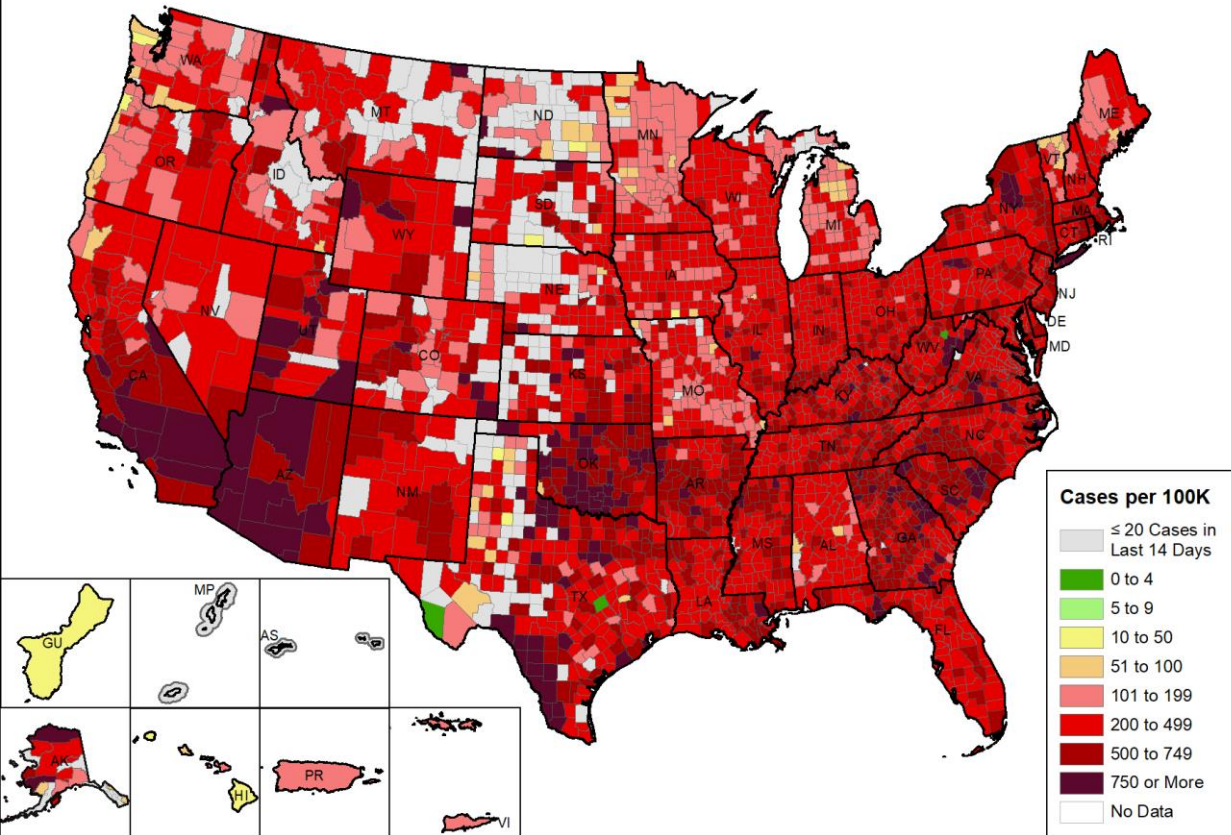 WA
MT
ND
MN
ME
OR
ID
SD
WI
MI
VT
NH
NY
MA
CT
RI
WY
IA
NE
PA
NJ
NV
UT
CO
IL
IN
OH
DE
MD
WV
VA
CA
KS
MO
KY
AZ
NM
OK
AR
TN
NC
SC
MS
AL
GA
TX
LA
FL
GU
MP
AS
AK
HI
PR
VI
Cases per 100K
≤ 20 Cases in
Last 14 Days
0 to 4
5 to 9
10 to 50
51 to 100
101 to 199
200 to 499
500 to 749
750 or More
No Data